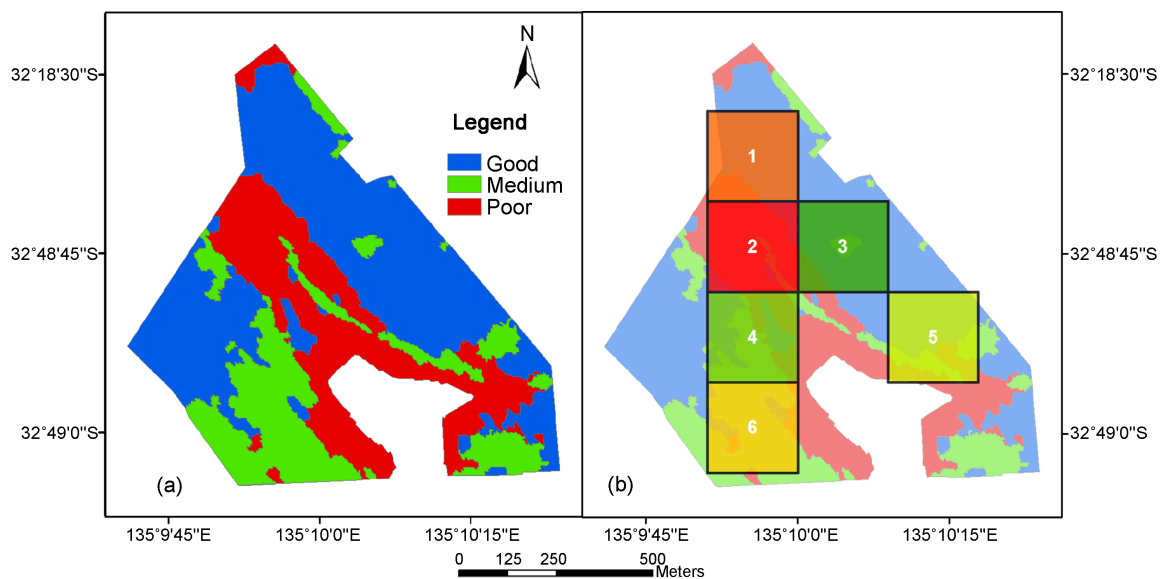 N
32°18'30"S
32°18'30"S
Legend
Good
Medium
Poor
1
2
3
32°48'45"S
32°48'45"S
4
5
6
32°49'0"S
32°49'0"S
(a)
(b)
135°9'45"E
135°10'0"E
135°10'15"E
135°9'45"E
135°10'0"E
135°10'15"E
0 125 250 500
Meters